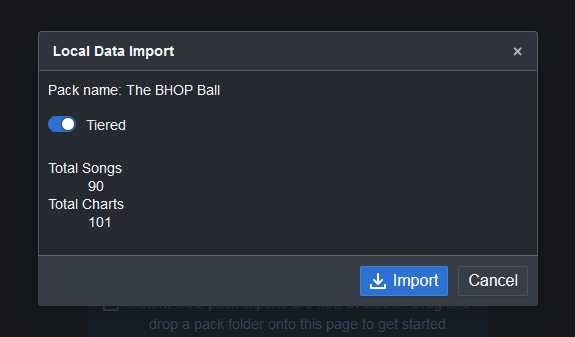 Local Data Import
Pack name: The BHOP Ball
Tiered
Total Songs
90
Total Charts
101
Import
Cancel
drop a pack folder onto this page to get started.